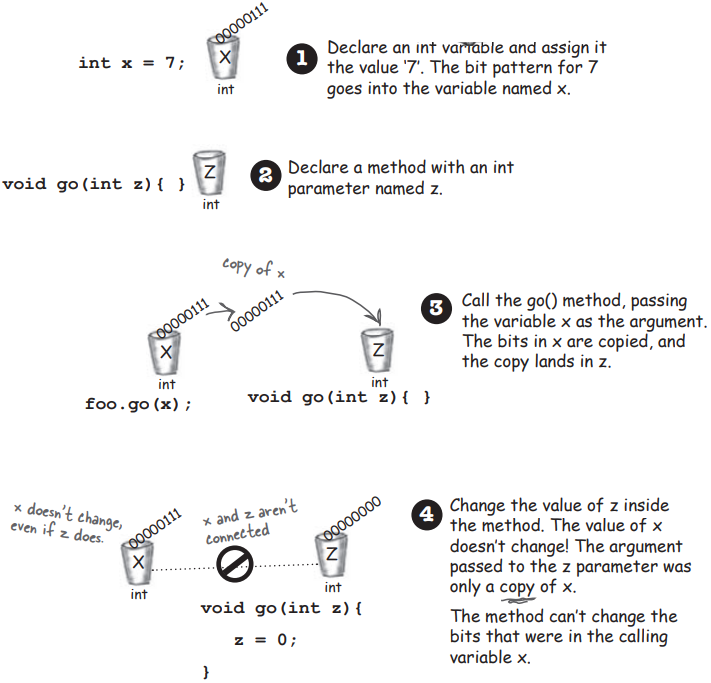 00000111
int x = 7;
X
int
1
Declare an int variable and assign it
the value '7'. The bit pattern for 7
goes into the variable named x.
void go(int z){ }
Z
int
2
Declare a method with an int
parameter named z.
copy of x
00000111
00000111
X
int
foo.go(x);
Z
int
void go(int z){ }
3
Call the go() method, passing
the variable x as the argument.
The bits in x are copied, and
the copy lands in z.
x doesn't change,
even if z does.
00000111
X
int
x and z aren't
connected
00000000
Z
int
void go(int z){
z = 0;
}
4
Change the value of z inside
the method. The value of x
doesn't change! The argument
passed to the z parameter was
only a copy of x.
The method can't change the
bits that were in the calling
variable x.